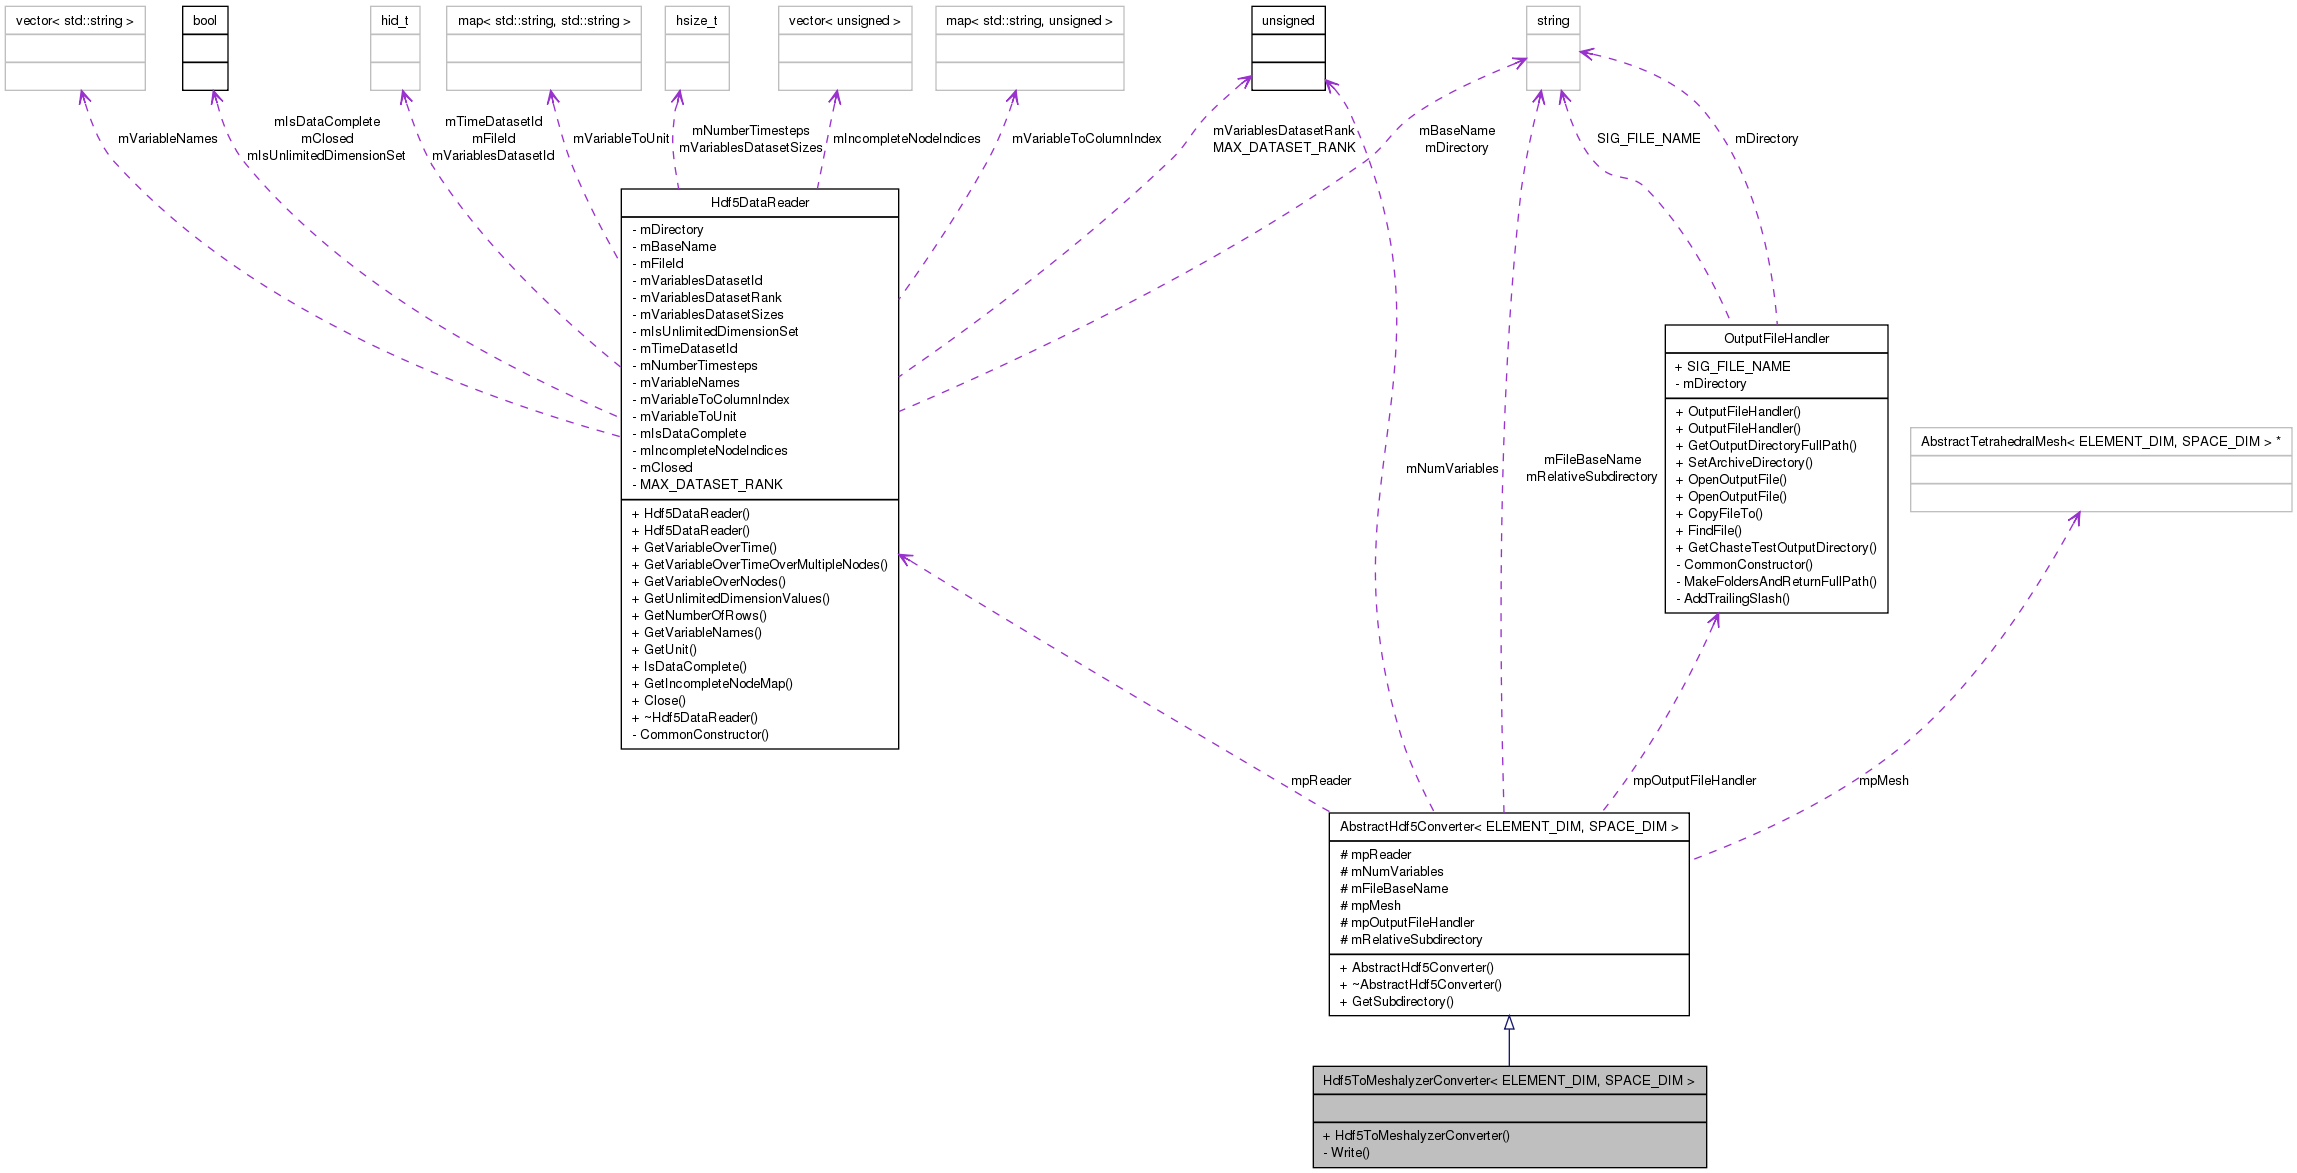 vector< std::string >
bool
hid_t
map< std::string, std::string >
hsize_t
vector< unsigned >
map< std::string, unsigned >
unsigned
string
mVariableNames
mIsDataComplete
mClosed
mIsUnlimitedDimensionSet
mTimeDatasetId
mFileId
mVariablesDatasetId
mVariableToUnit
mNumberTimesteps
mVariablesDatasetSizes
mIncompleteNodeIndices
mVariableToColumnIndex
mVariablesDatasetRank
MAX_DATASET_RANK
mBaseName
mDirectory
SIG_FILE_NAME
mDirectory
Hdf5DataReader
- mDirectory
- mBaseName
- mFileId
- mVariablesDatasetId
- mVariablesDatasetRank
- mVariablesDatasetSizes
- mIsUnlimitedDimensionSet
- mTimeDatasetId
- mNumberTimesteps
- mVariableNames
- mVariableToColumnIndex
- mVariableToUnit
- mIsDataComplete
- mIncompleteNodeIndices
- mClosed
- MAX_DATASET_RANK
+ Hdf5DataReader()
+ Hdf5DataReader()
+ GetVariableOverTime()
+ GetVariableOverTimeOverMultipleNodes()
+ GetVariableOverNodes()
+ GetUnlimitedDimensionValues()
+ GetNumberOfRows()
+ GetVariableNames()
+ GetUnit()
+ IsDataComplete()
+ GetIncompleteNodeMap()
+ Close()
+ ~Hdf5DataReader()
- CommonConstructor()
OutputFileHandler
+ SIG_FILE_NAME
- mDirectory
+ OutputFileHandler()
+ OutputFileHandler()
+ GetOutputDirectoryFullPath()
+ SetArchiveDirectory()
+ OpenOutputFile()
+ OpenOutputFile()
+ CopyFileTo()
+ FindFile()
+ GetChasteTestOutputDirectory()
- CommonConstructor()
- MakeFoldersAndReturnFullPath()
- AddTrailingSlash()
AbstractTetrahedralMesh< ELEMENT_DIM, SPACE_DIM > *
mNumVariables
mFileBaseName
mRelativeSubdirectory
mpReader
mpOutputFileHandler
mpMesh
AbstractHdf5Converter< ELEMENT_DIM, SPACE_DIM >
# mpReader
# mNumVariables
# mFileBaseName
# mpMesh
# mpOutputFileHandler
# mRelativeSubdirectory
+ AbstractHdf5Converter()
+ ~AbstractHdf5Converter()
+ GetSubdirectory()
Hdf5ToMeshalyzerConverter< ELEMENT_DIM, SPACE_DIM >
+ Hdf5ToMeshalyzerConverter()
- Write()